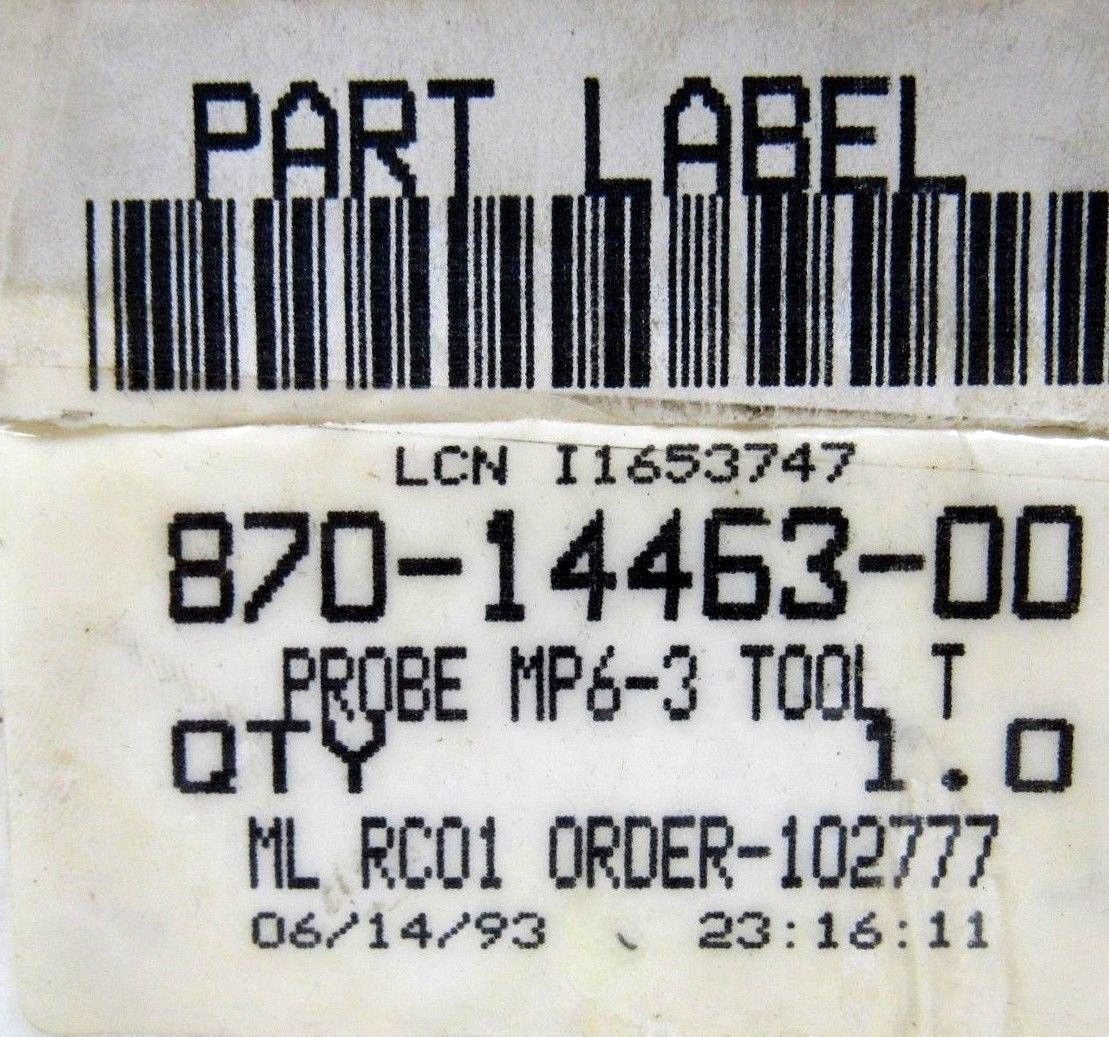 PART LABEL
LCN I1653747
870-14463-00
PROBE MP6-3 TOOL T
QTY 1.0
ML RC01 ORDER-102777
06/14/93 23:16:11